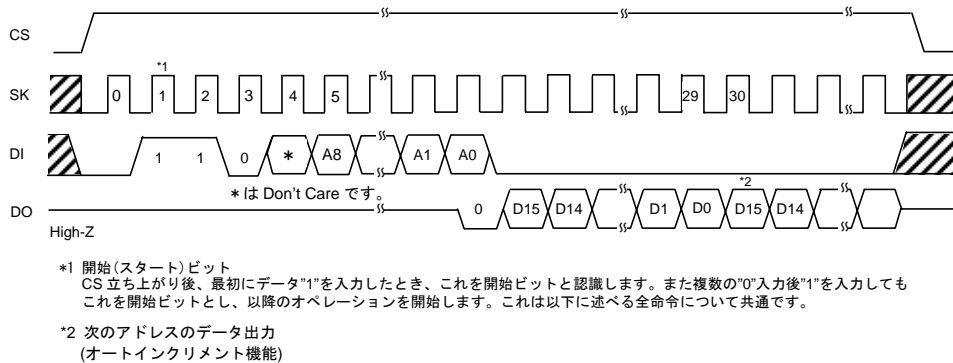 CS
*1
SK 0 1 2 3 4 5 29 30
DI 1 1 0 * A8 A1 A0
*は Don't Care です。
*2
DO 0 D15 D14 D1 D0 D15 D14
High-Z
*1 開始(スタート)ビット
CS 立ち上がり後、最初にデータ"1"を入力したとき、これを開始ビットと認識します。また複数の"0"入力後"1"を入力しても
これを開始ビットとし、以降のオペレーションを開始します。これは以下に述べる全命令について共通です。
*2 次のアドレスのデータ出力
(オートインクリメント機能)